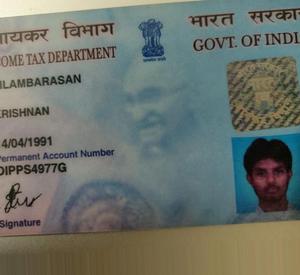 यकर विभाग भारत सरका
OME TAX DEPARTMENT GOVT. OF INDI
ILAMBARASAN
KRISHNAN
4/04/1991
Permanent Account Number
DIPPS4977G
Signature